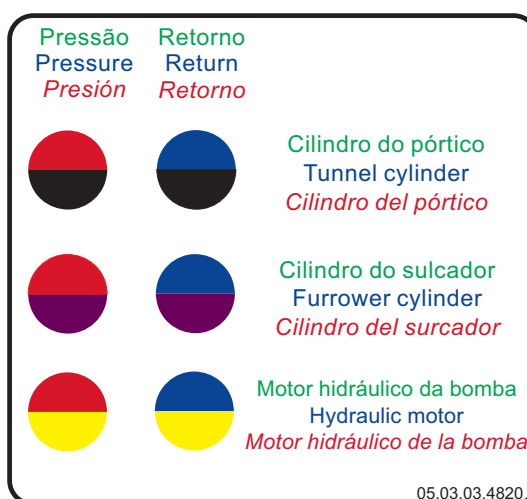 Pressão Retorno
Pressure Return
Presión Retorno
Cilindro do pórtico
Tunnel cylinder
Cilindro del pórtico
Cilindro do sulcador
Furrower cylinder
Cilindro del surcador
Motor hidráulico da bomba
Hydraulic motor
Motor hidráulico de la bomba
05.03.03.4820